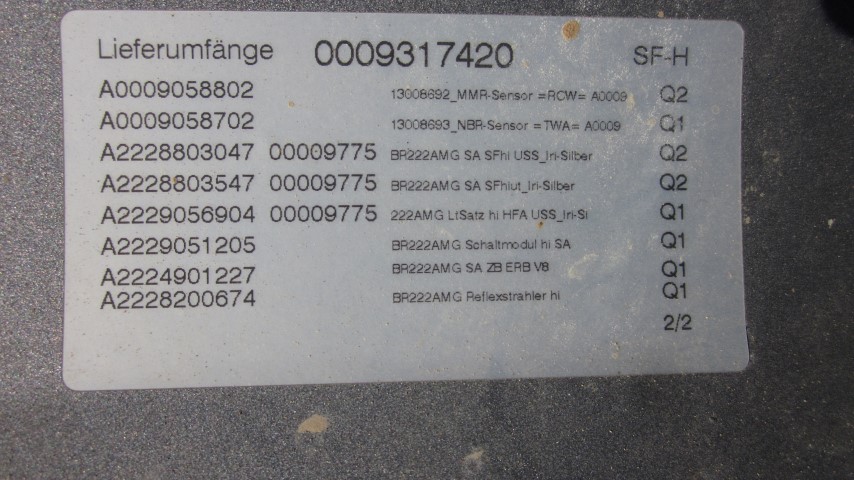 Lieferumfänge 0009317420 SF-H
A0009058802 13008692_MMR-Sensor =RCW= A0009 Q2
A0009058702 13008693_NBR-Sensor =TWA= A0009 Q1
A2228803047 00009775 BR222AMG SA SFhi USS_Iri-Silber Q2
A2228803547 00009775 BR222AMG SA SFhiut_Iri-Silber Q2
A2229056904 00009775 222AMG LtSatz hi HFA USS_Iri-Si Q1
A2229051205 BR222AMG Schaltmodul hi SA Q1
A2224901227 BR222AMG SA ZB ERB V8 Q1
A2228200674 BR222AMG Reflexstrahler hi Q1
2/2